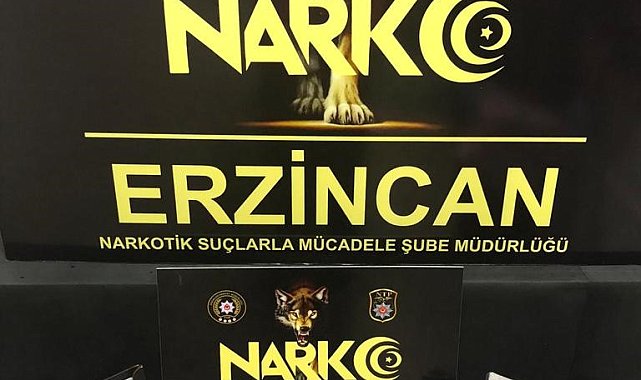 NARKO
ERZİNCAN
NARKOTİK SUÇLARLA MÜCADELE ŞUBE MÜDÜRLÜĞÜ
NARKO